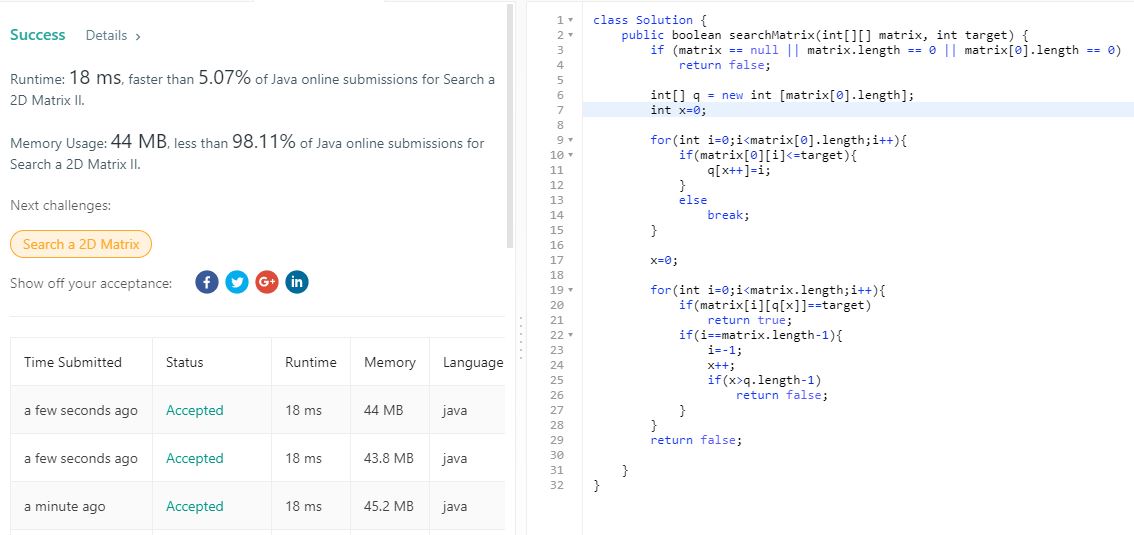 Success Details >
Runtime: 18 ms, faster than 5.07% of Java online submissions for Search a
2D Matrix II.
Memory Usage: 44 MB, less than 98.11% of Java online submissions for
Search a 2D Matrix II.
Next challenges:
Search a 2D Matrix
Show off your acceptance: f G+ in
Time Submitted Status Runtime Memory Language
a few seconds ago Accepted 18 ms 44 MB java
a few seconds ago Accepted 18 ms 43.8 MB java
a minute ago Accepted 18 ms 45.2 MB java
1 class Solution {
2 public boolean searchMatrix(int[][] matrix, int target) {
3 if (matrix == null || matrix.length == 0 || matrix[0].length == 0)
4 return false;
5
6 int[] q = new int [matrix[0].length];
7 int x=0;
8
9 for(int i=0;i<matrix[0].length;i++){
10 if(matrix[0][i]<=target){
11 q[x++]=i;
12 }
13 else
14 break;
15 }
16
17 x=0;
18
19 for(int i=0;i<matrix.length;i++){
20 if(matrix[i][q[x]]==target)
21 return true;
22 if(i==matrix.length-1){
23 i=-1;
24 x++;
25 if(x>q.length-1)
26 return false;
27 }
28 }
29 return false;
30
31 }
32 }